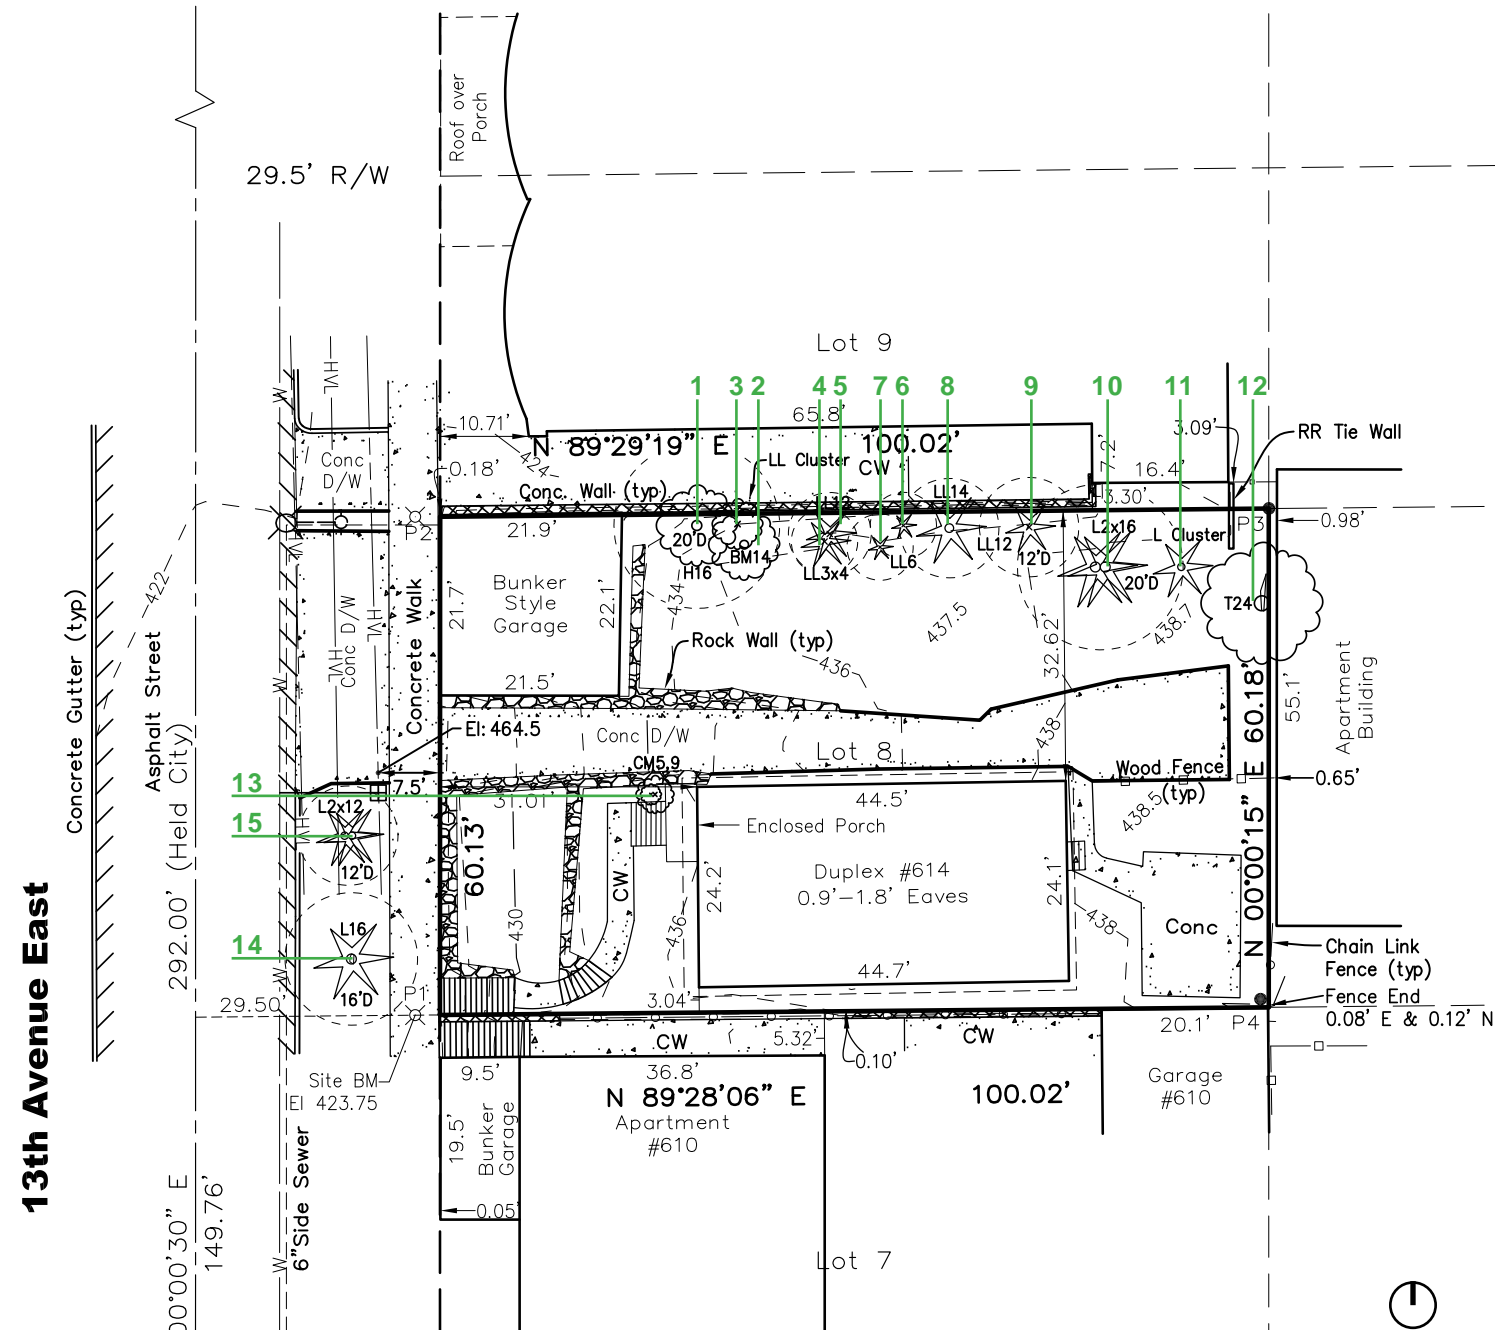 Roof over
Porch
29.5' R/W
Lot 9
1
3
2
4
5
7
6
8
9
10
11
12
65.8'
10.71'
N 89°29'19" E
100.02'
424
LL Cluster
CW
7.2'
3.09'
RR Tie Wall
16.4'
0.18'
Conc. Wall (typ)
LL14
3.30'
Conc
D/W
HVL
W
P2
21.9'
20'D
BM14
H16
LL3x4
LL6
LL12
12'D
L2x16
L Cluster
P3
0.98'
20'D
T24
422
Concrete Gutter (typ)
Asphalt Street
Conc D/W
HVL
HVL
Concrete Walk
21.7'
Bunker
Style
Garage
22.1'
434
437.5
438.7
32.62'
Rock Wall (typ)
436
21.5'
Conc D/W
Lot 8
438
60.18'
55.1'
Apartment
Building
El: 464.5
7.5'
CM5,9
31.01'
44.5'
Wood Fence
(typ)
438.5
0.65'
13
15
14
L2x12
12'D
L16
16'D
60.13'
430
CW
436
Enclosed Porch
24.2'
Duplex #614
0.9'-1.8' Eaves
24.1'
44.7'
438
Conc
N 00°00'15" E
Chain Link
Fence (typ)
Fence End
0.08' E & 0.12' N
292.00' (Held City)
29.50'
P1
3.04'
20.1'
P4
CW
5.32'
0.10'
CW
Site BM
El 423.75
9.5'
36.8'
N 89°28'06" E
100.02'
Apartment
#610
Garage
#610
19.5'
Bunker
Garage
0.05'
Lot 7
6"Side Sewer
W
149.76'
00°00'30" E
13th Avenue East